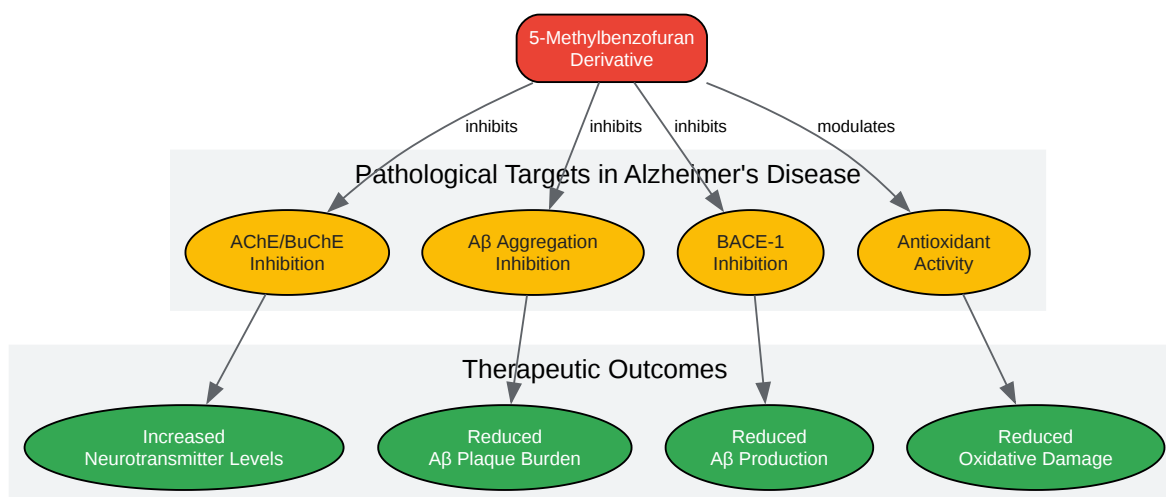 5-Methylbenzofuran
Derivative
inhibits
inhibits
inhibits
modulates
Pathological Targets in Alzheimer's Disease
AChE/BuChE
Inhibition
Aβ Aggregation
Inhibition
BACE-1
Inhibition
Antioxidant
Activity
Therapeutic Outcomes
Increased
Neurotransmitter Levels
Reduced
Aβ Plaque Burden
Reduced
Aβ Production
Reduced
Oxidative Damage